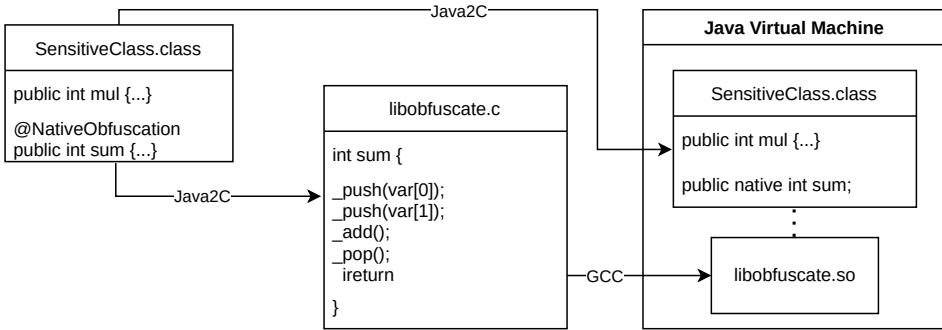 Java2C
Java Virtual Machine
SensitiveClass.class
public int mul {...}
@NativeObfuscation
public int sum {...}
Java2C
libobfuscate.c
int sum {
_push(var[0]);
_push(var[1]);
_add();
_pop();
ireturn
}
GCC
SensitiveClass.class
public int mul {...}
public native int sum;
libobfuscate.so